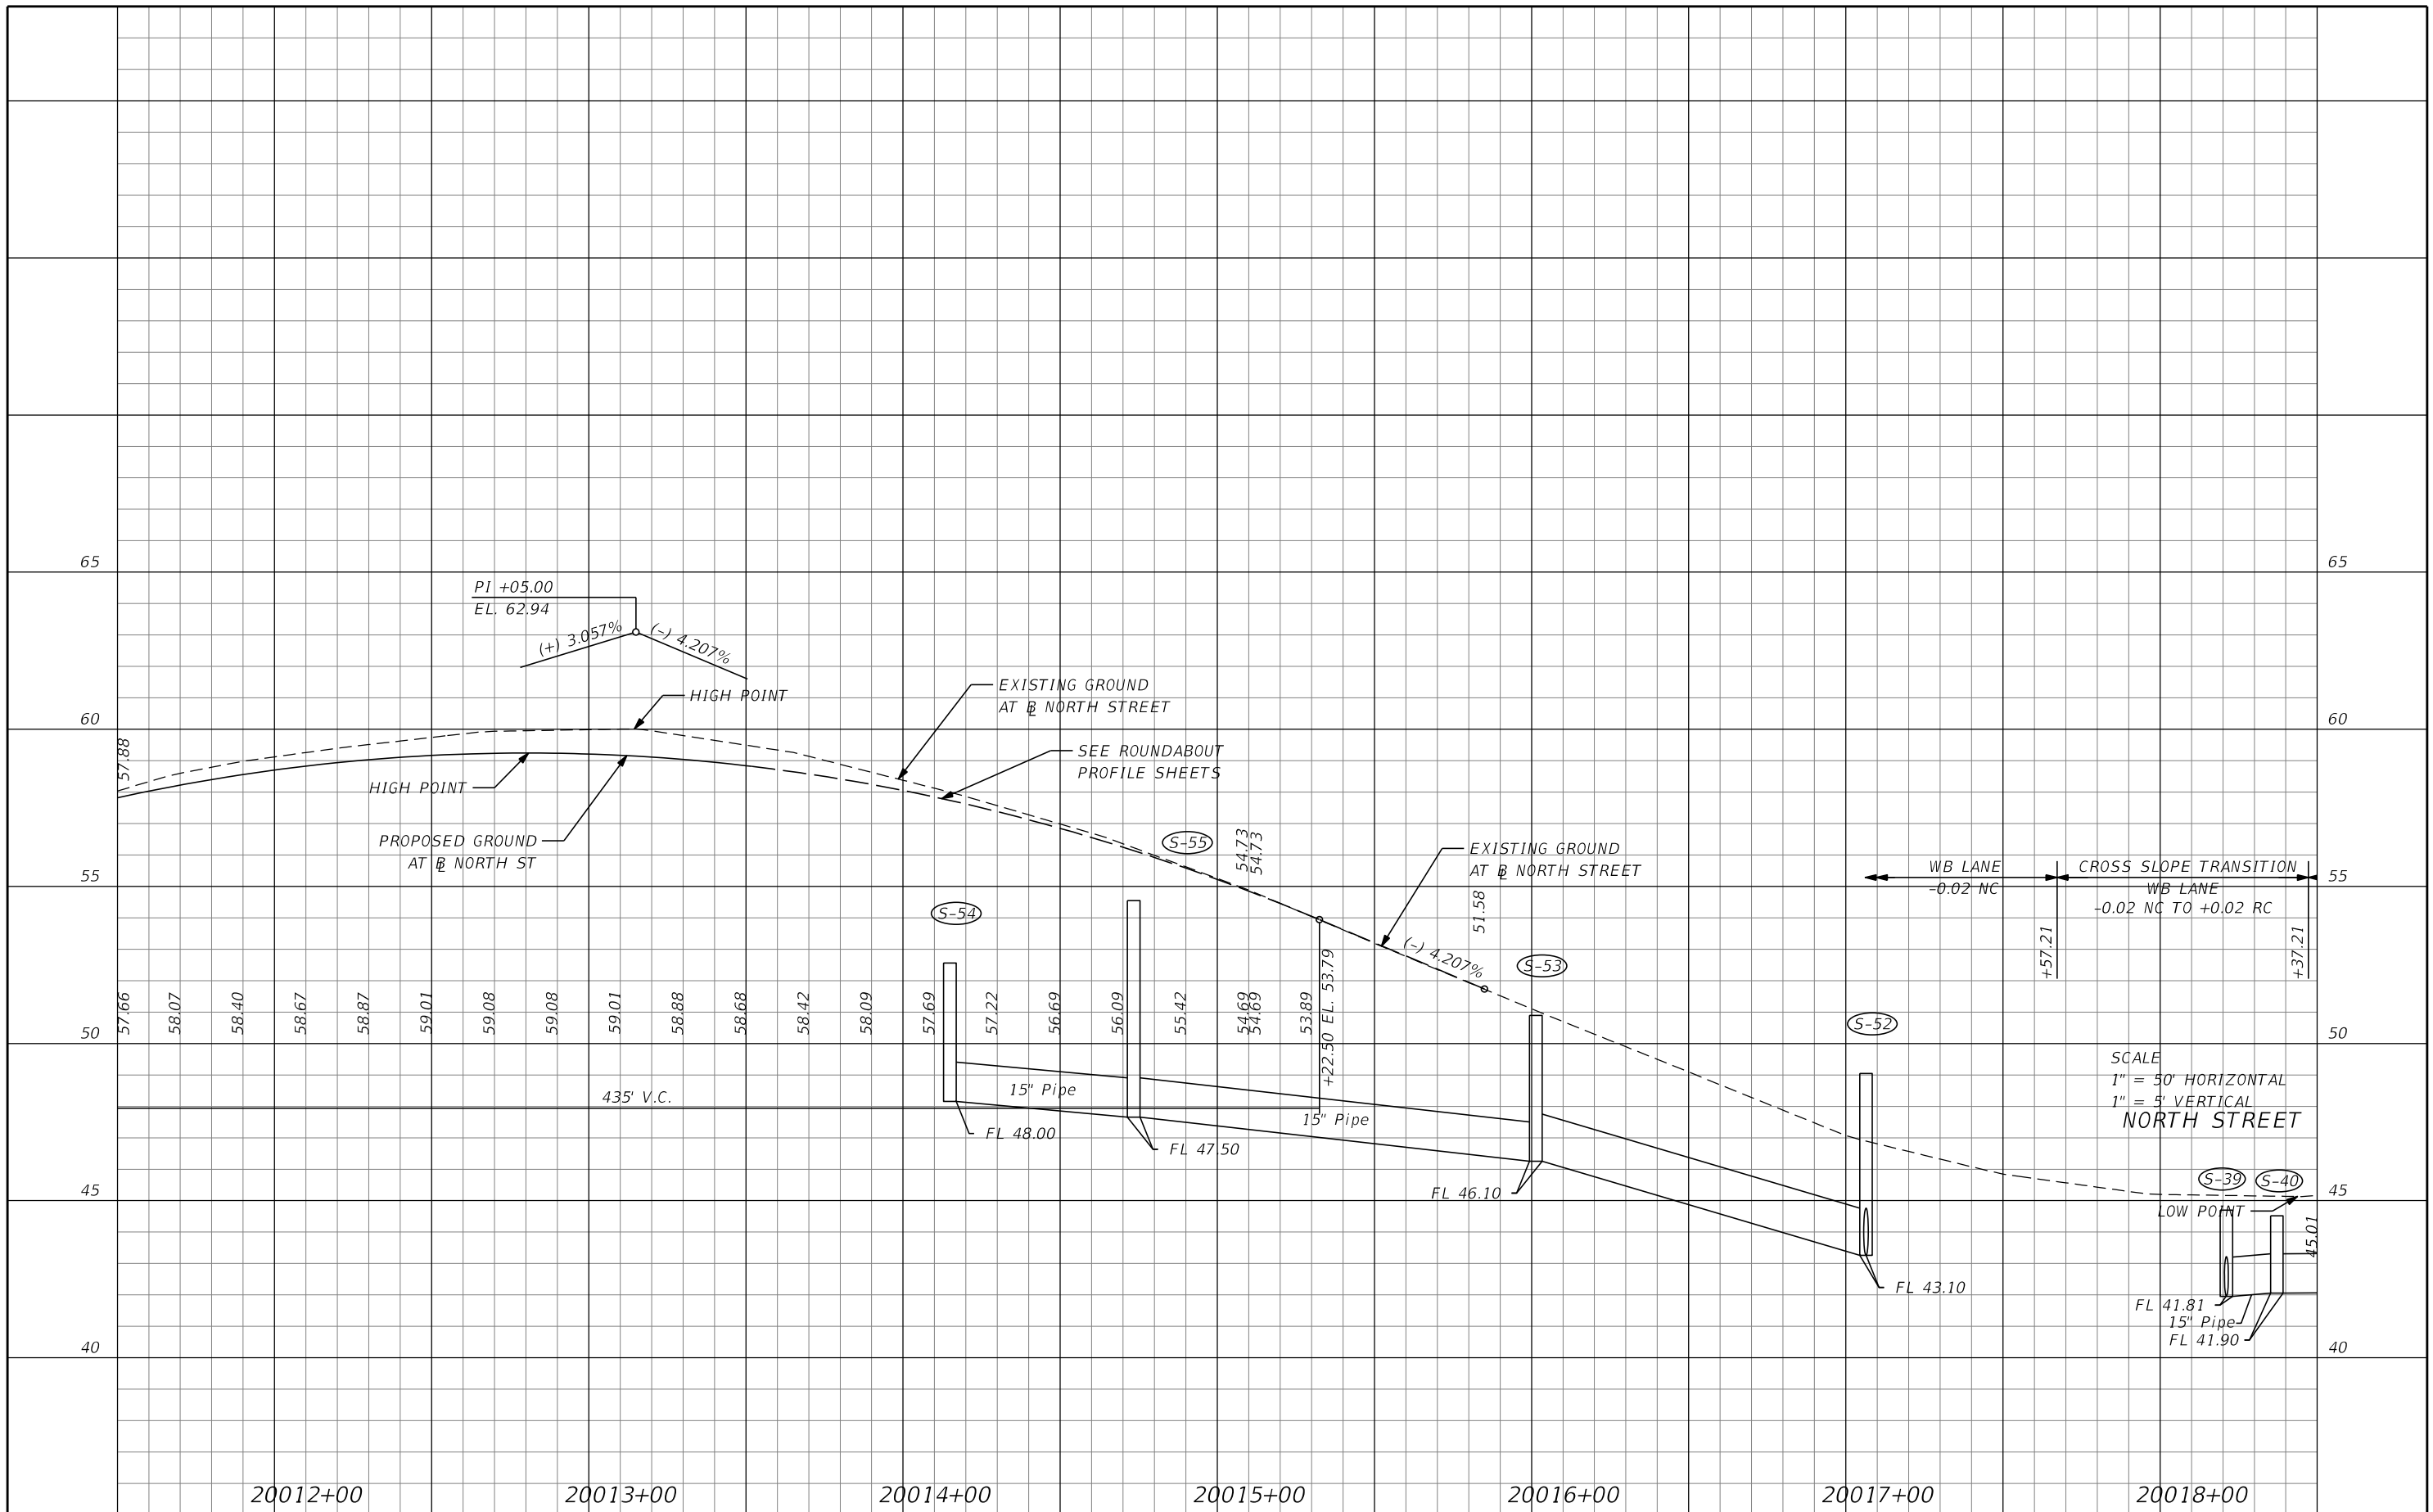 65
65
PI +05.00
EL. 62.94
(+) 3.057%
(-) 4.207%
HIGH POINT
EXISTING GROUND
AT BL NORTH STREET
60
60
57.88
SEE ROUNDABOUT
PROFILE SHEETS
HIGH POINT
PROPOSED GROUND
AT BL NORTH ST
S-55
54.73
54.73
EXISTING GROUND
AT BL NORTH STREET
55
55
WB LANE
-0.02 NC
CROSS SLOPE TRANSITION
WB LANE
-0.02 NC TO +0.02 RC
+57.21
+37.21
51.58
S-54
(-) 4.207%
S-53
57.66
58.07
58.40
58.67
58.87
59.01
59.08
59.08
59.01
58.88
58.68
58.42
58.09
57.69
57.22
56.69
56.09
55.42
54.69
54.69
53.89
+22.50 EL. 53.79
S-52
50
50
SCALE
1" = 50' HORIZONTAL
1" = 5' VERTICAL
NORTH STREET
435' V.C.
15" Pipe
15" Pipe
FL 48.00
FL 47.50
FL 46.10
45
45
S-39
S-40
LOW POINT
45.01
FL 43.10
FL 41.81
15" Pipe
FL 41.90
40
40
20012+00
20013+00
20014+00
20015+00
20016+00
20017+00
20018+00